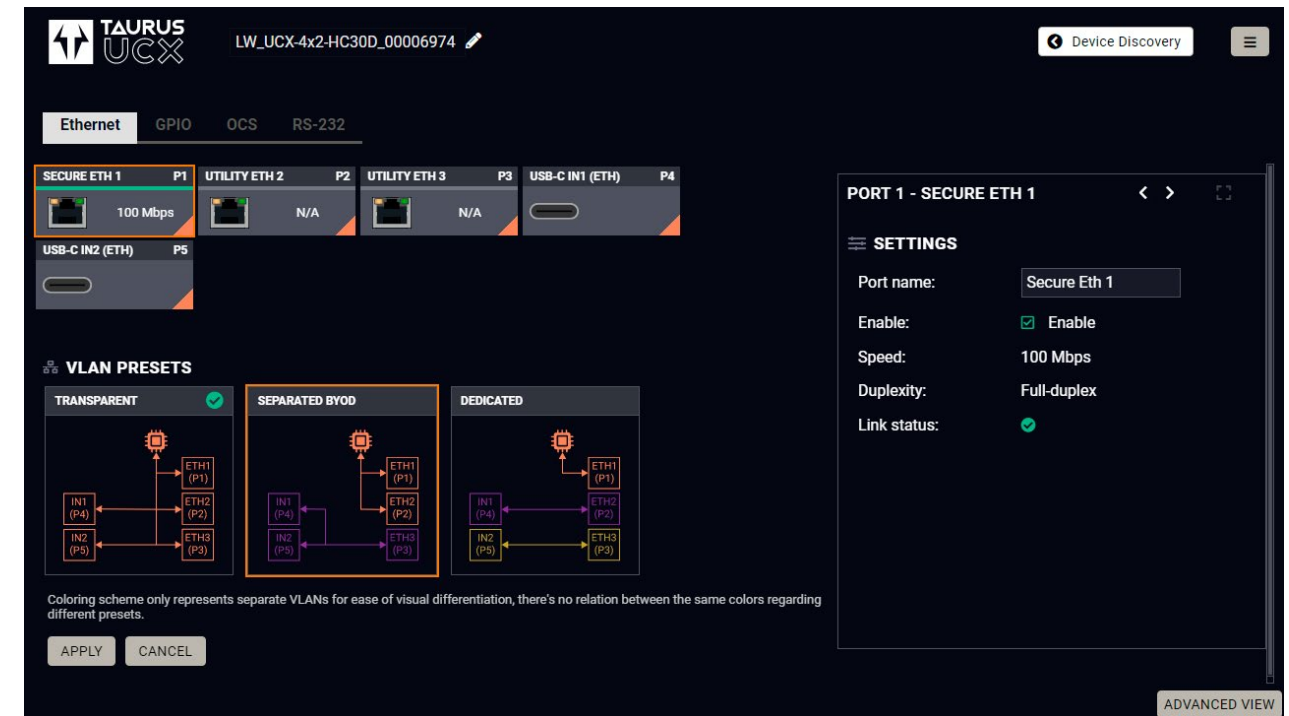 TAURUS
UCX
LW_UCX-4x2-HC30D_00006974
Device Discovery
Ethernet GPIO OCS RS-232
SECURE ETH 1 P1
100 Mbps
UTILITY ETH 2 P2
N/A
UTILITY ETH 3 P3
N/A
USB-C IN1 (ETH) P4
USB-C IN2 (ETH) P5
VLAN PRESETS
TRANSPARENT
ETH1
(P1)
IN1
(P4)
ETH2
(P2)
IN2
(P5)
ETH3
(P3)
SEPARATED BYOD
ETH1
(P1)
IN1
(P4)
ETH2
(P2)
IN2
(P5)
ETH3
(P3)
DEDICATED
ETH1
(P1)
IN1
(P4)
ETH2
(P2)
IN2
(P5)
ETH3
(P3)
Coloring scheme only represents separate VLANs for ease of visual differentiation, there's no relation between the same colors regarding
different presets.
APPLY CANCEL
PORT 1 - SECURE ETH 1
SETTINGS
Port name: Secure Eth 1
Enable: Enable
Speed: 100 Mbps
Duplexity: Full-duplex
Link status:
ADVANCED VIEW